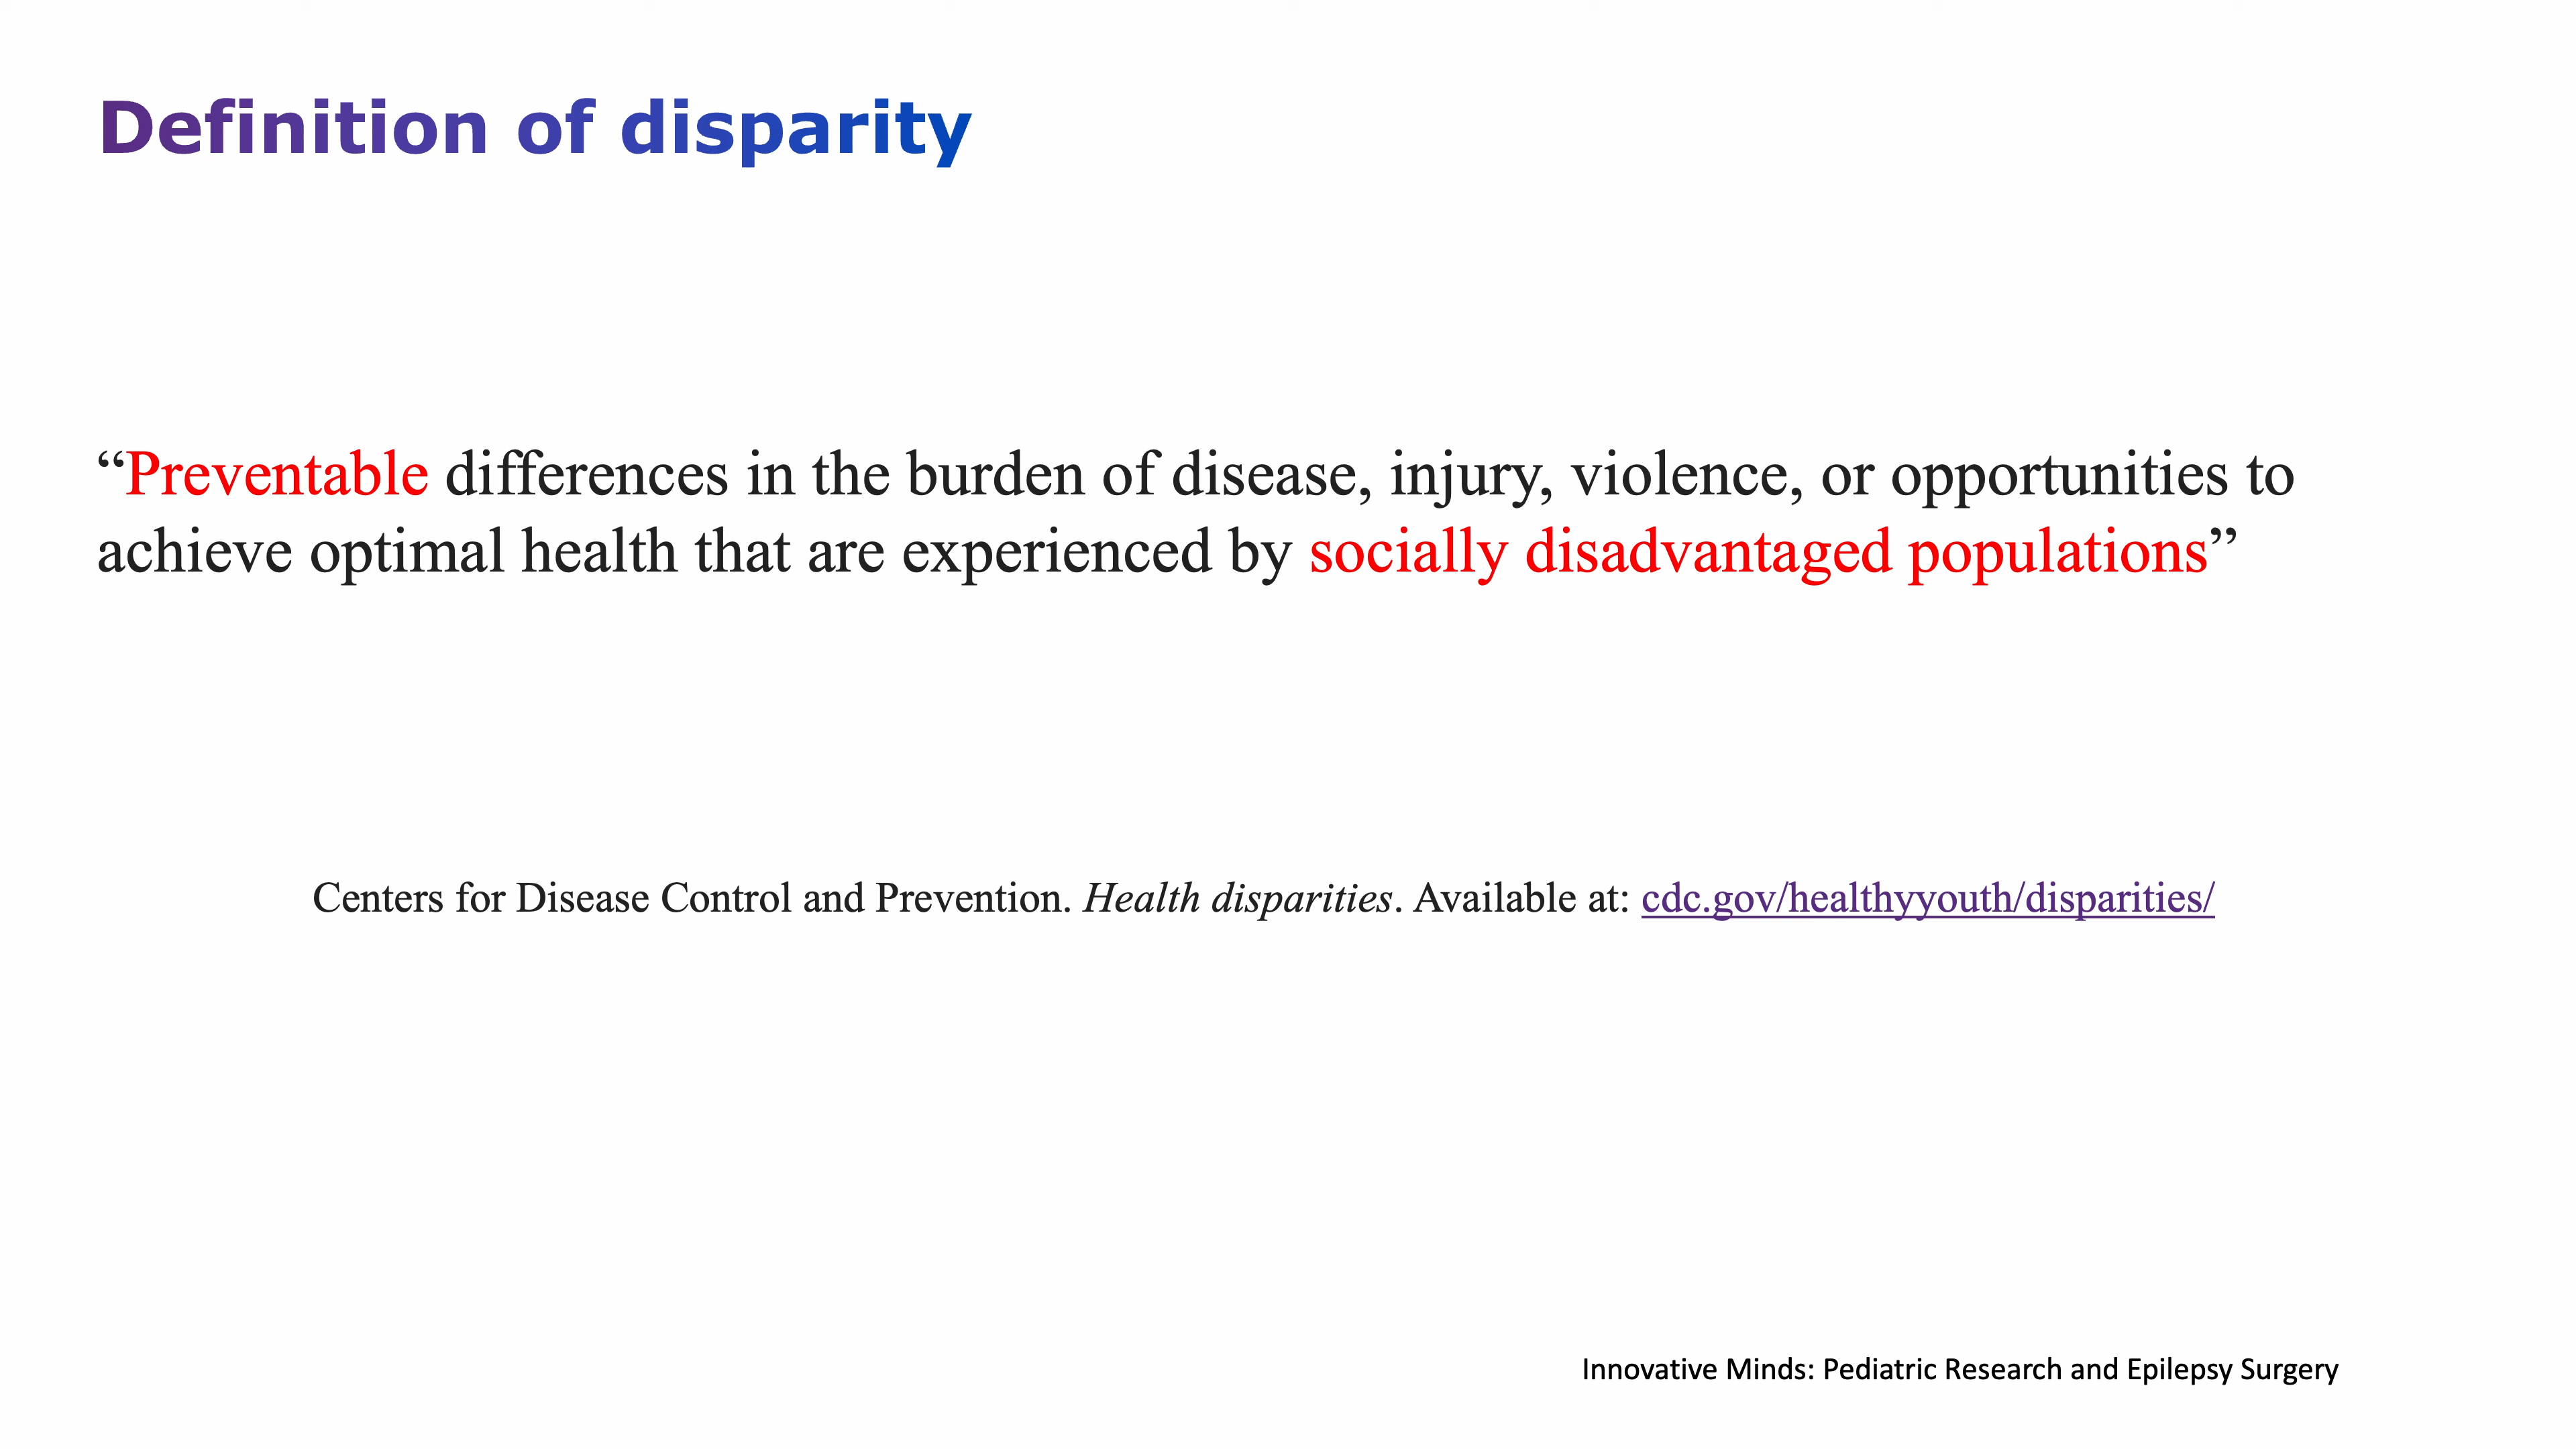 Definition of disparity
“Preventable differences in the burden of disease, injury, violence, or opportunities to
achieve optimal health that are experienced by socially disadvantaged populations”
Centers for Disease Control and Prevention. Health disparities. Available at: cdc.gov/healthyyouth/disparities/
Innovative Minds: Pediatric Research and Epilepsy Surgery